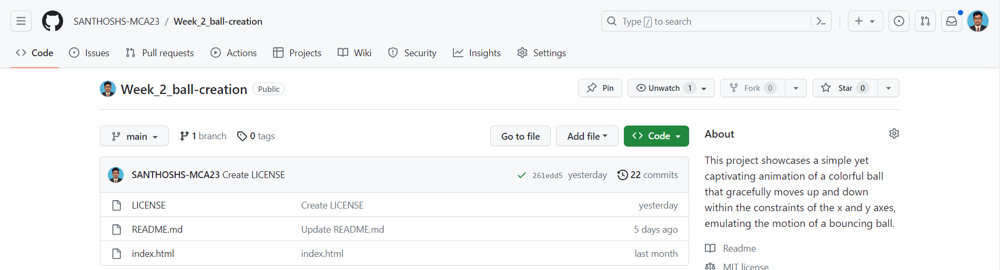 SANTHOSHS-MCA23 / Week_2_ball-creation Type / to search
Code Issues Pull requests Actions Projects Wiki Security Insights Settings
Week_2_ball-creation Public Pin Unwatch 1 Fork 0 Star 0
main 1 branch 0 tags Go to file Add file Code
SANTHOSHS-MCA23 Create LICENSE 261edd5 yesterday 22 commits
LICENSE Create LICENSE yesterday
README.md Update README.md 5 days ago
index.html index.html last month
About
This project showcases a simple yet
captivating animation of a colorful ball
that gracefully moves up and down
within the constraints of the x and y axes,
emulating the motion of a bouncing ball.
Readme
MIT license